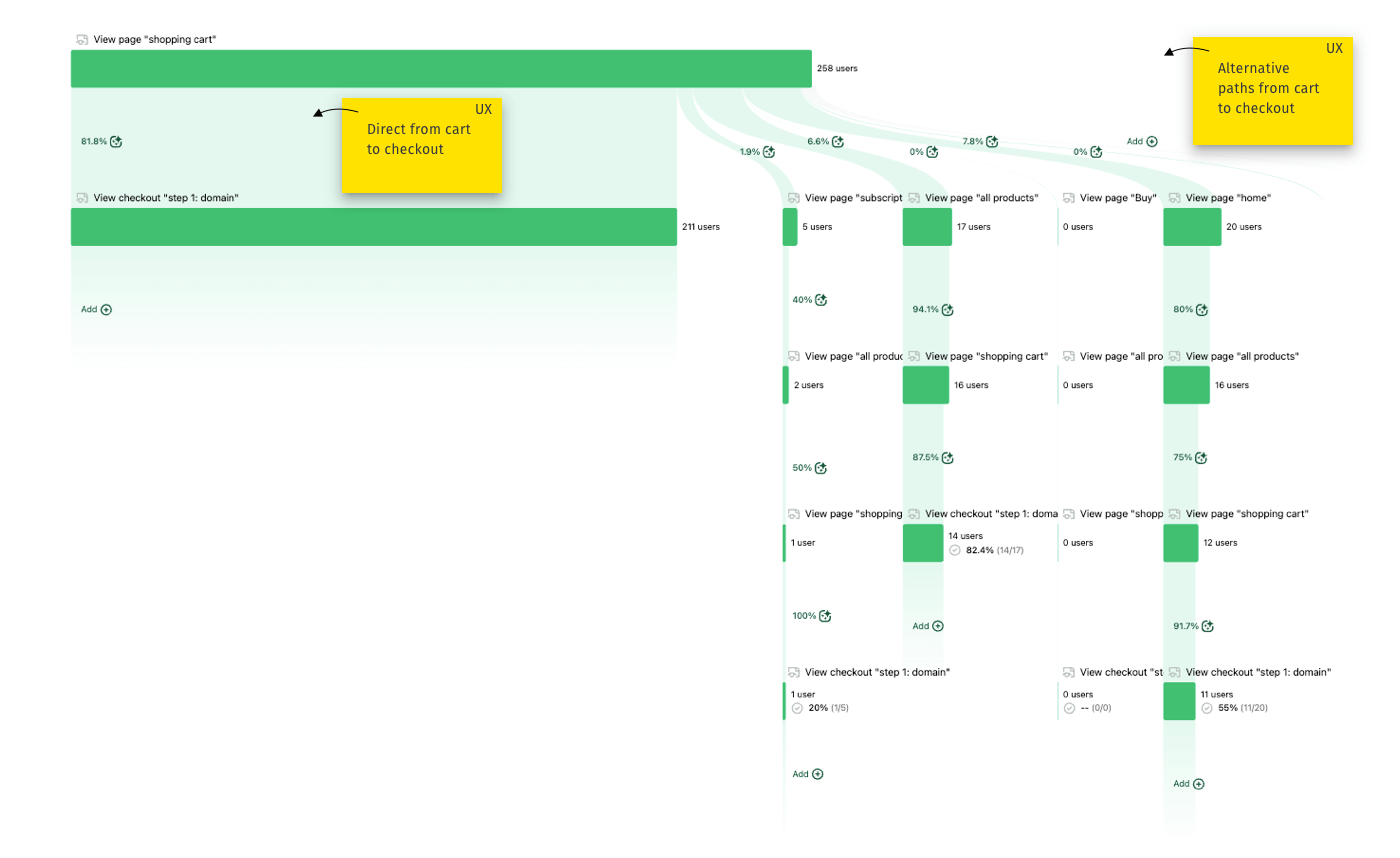 View page "shopping cart"
258 users
UX
Direct from cart
to checkout
UX
Alternative
paths from cart
to checkout
81.8%
1.9%
6.6%
0%
7.8%
0%
Add
View checkout "step 1: domain"
211 users
View page "subscript
5 users
View page "all products"
17 users
View page "Buy"
0 users
View page "home"
20 users
Add
40%
94.1%
80%
View page "all produc
2 users
View page "shopping cart"
16 users
View page "all pro
0 users
View page "all products"
16 users
50%
87.5%
75%
View page "shopping
1 user
View checkout "step 1: doma
14 users
82.4% (14/17)
View page "shopp
0 users
View page "shopping cart"
12 users
100%
Add
91.7%
View checkout "step 1: domain"
1 user
20% (1/5)
View checkout "st
0 users
-- (0/0)
View checkout "step 1: domain"
11 users
55% (11/20)
Add
Add